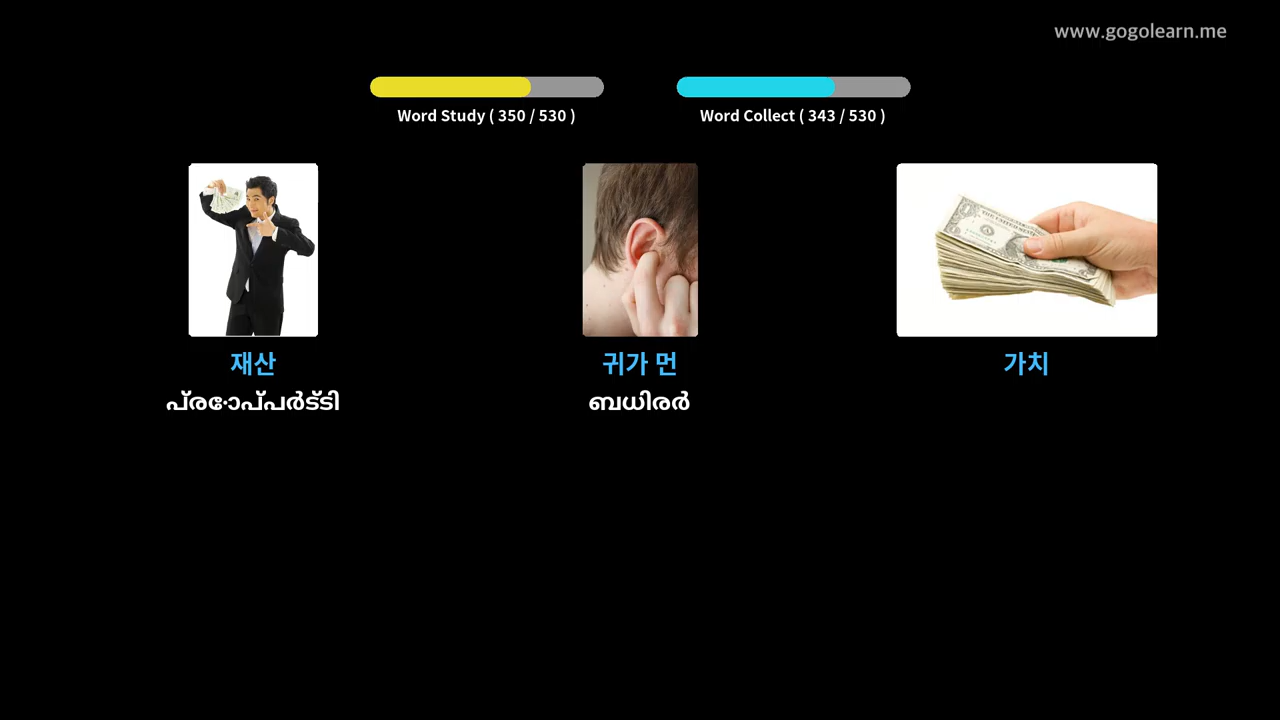 www.gogolearn.me
Word Study ( 350 / 530 )
Word Collect ( 343 / 530 )
재산
귀가 먼
가치
പ്രോപ്പർട്ടി
ബധിരർ